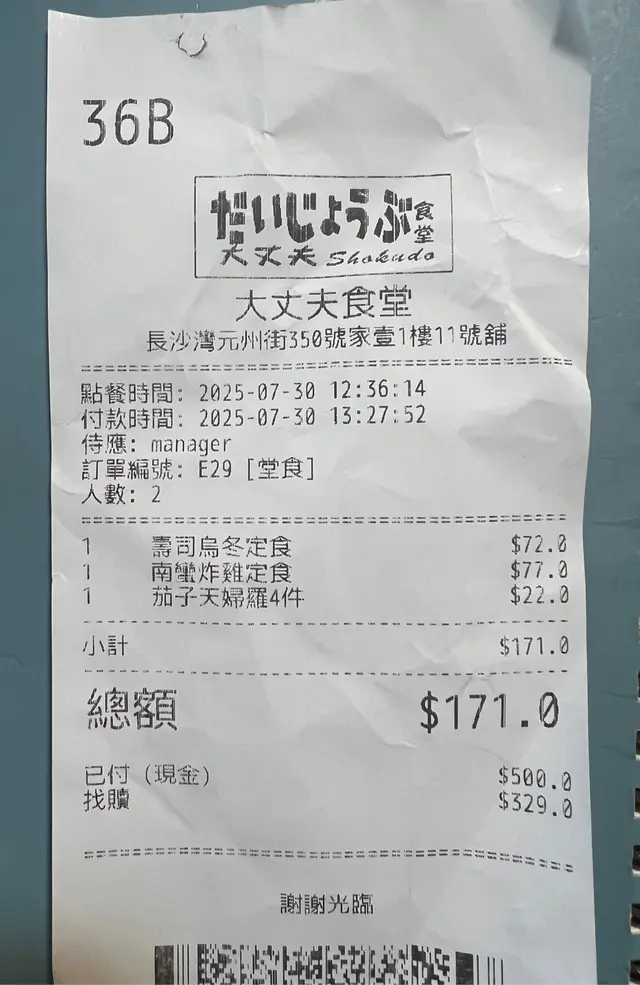 36B
だいじょうぶ食堂
大丈夫 Shokudo
大丈夫食堂
長沙灣元州街350號家壹1樓11號舖
點餐時間: 2025-07-30 12:36:14
付款時間: 2025-07-30 13:27:52
侍應: manager
訂單編號: E29 [堂食]
人數: 2
1 壽司烏冬定食 $72.0
1 南蠻炸雞定食 $77.0
1 茄子天婦羅4件 $22.0
小計 $171.0
總額 $171.0
已付 (現金) $500.0
找贖 $329.0
謝謝光臨